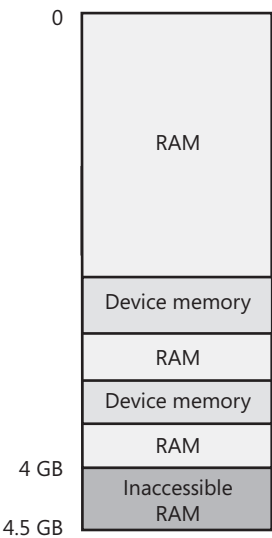 0
RAM
Device memory
RAM
Device memory
RAM
4 GB
Inaccessible
RAM
4.5 GB